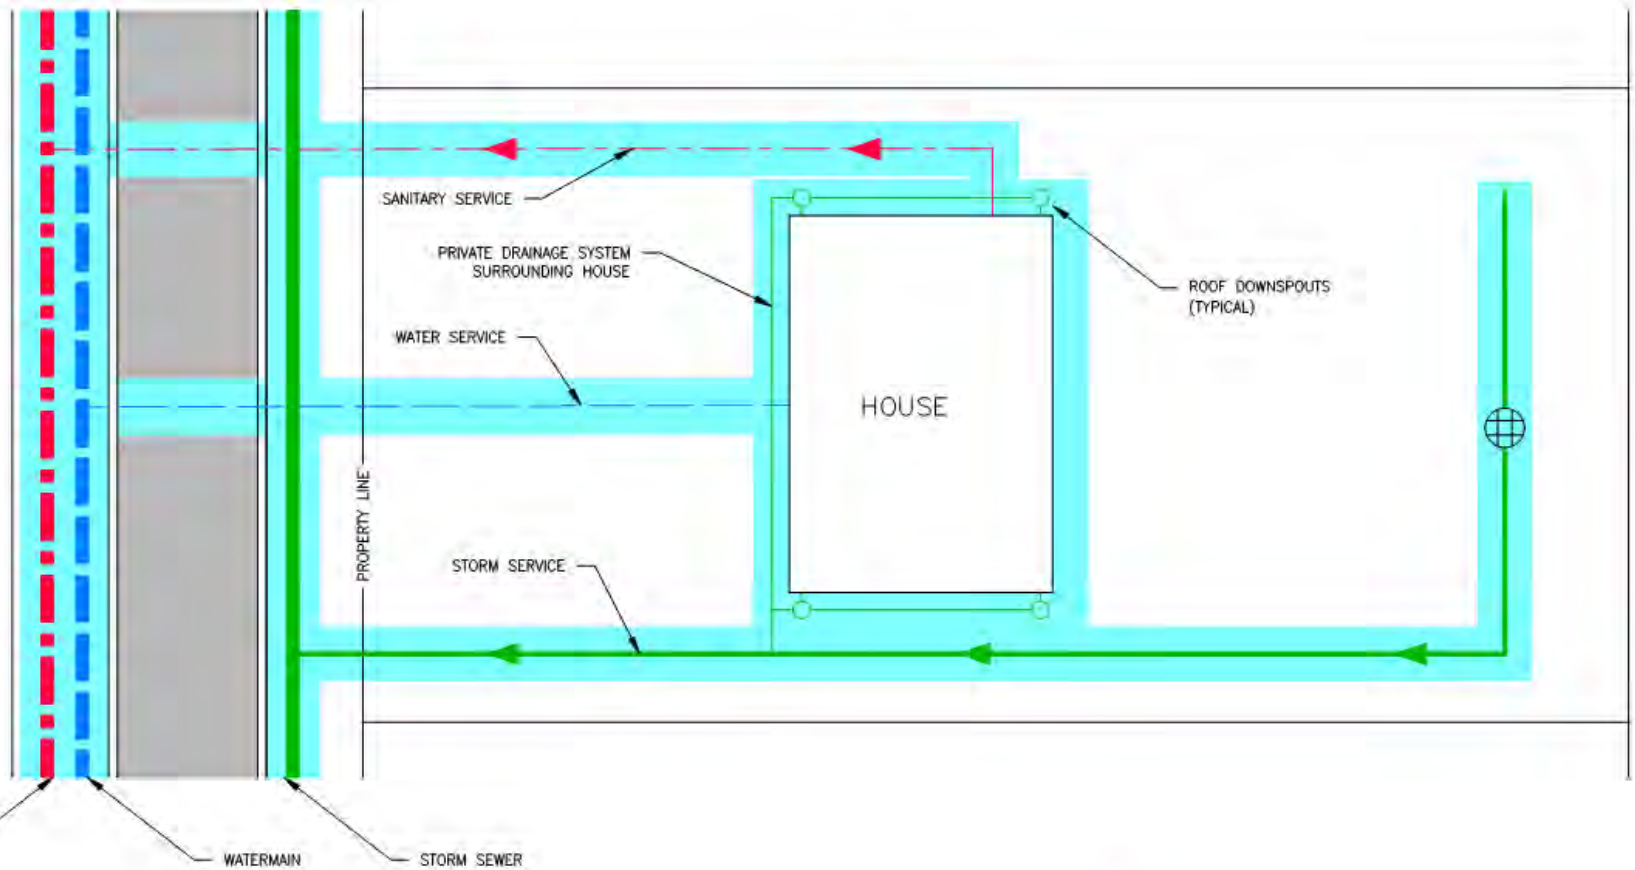 SANITARY SERVICE
PRIVATE DRAINAGE SYSTEM
SURROUNDING HOUSE
ROOF DOWNSPOUTS
(TYPICAL)
WATER SERVICE
HOUSE
PROPERTY LINE
STORM SERVICE
WATERMAIN
STORM SEWER